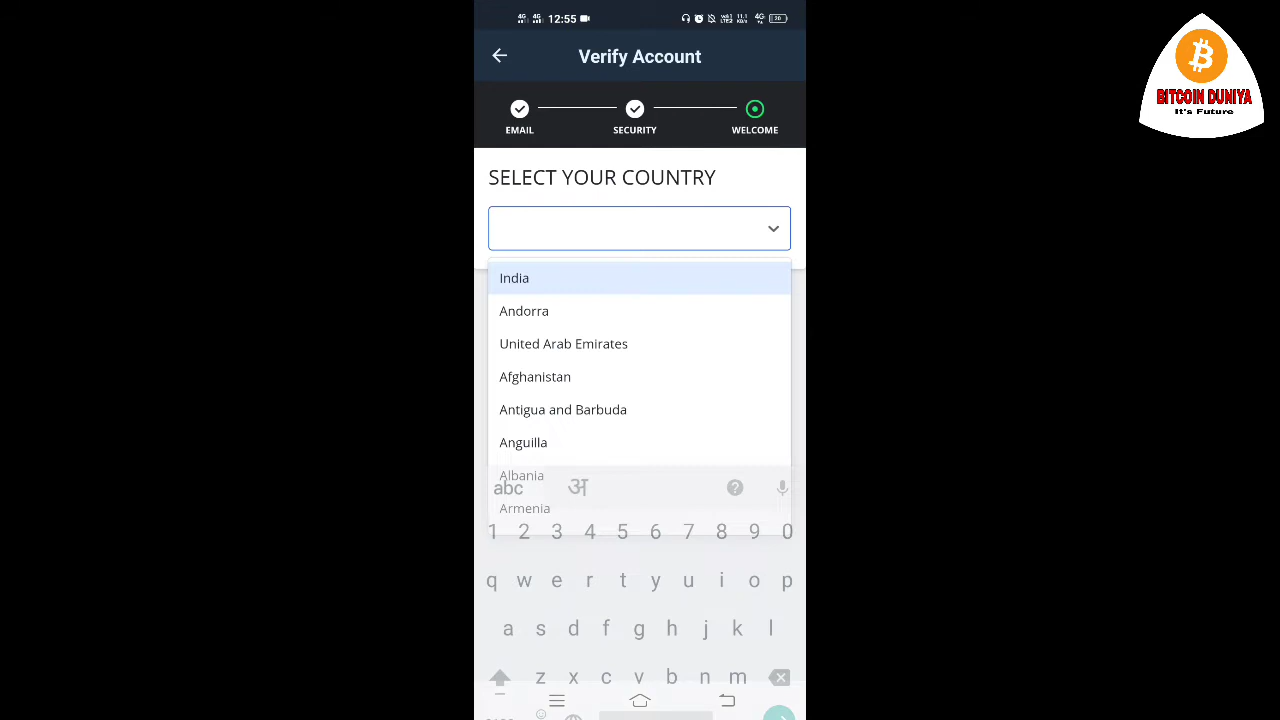 12:55
Verify Account
EMAIL
SECURITY
WELCOME
BITCOIN DUNIYA
It's Future
SELECT YOUR COUNTRY
India
Andorra
United Arab Emirates
Afghanistan
Antigua and Barbuda
Anguilla
Albania
Armenia
abc अ
1 2 3 4 5 6 7 8 9 0
q w e r t y u i o p
a s d f g h j k l
z x c v b n m